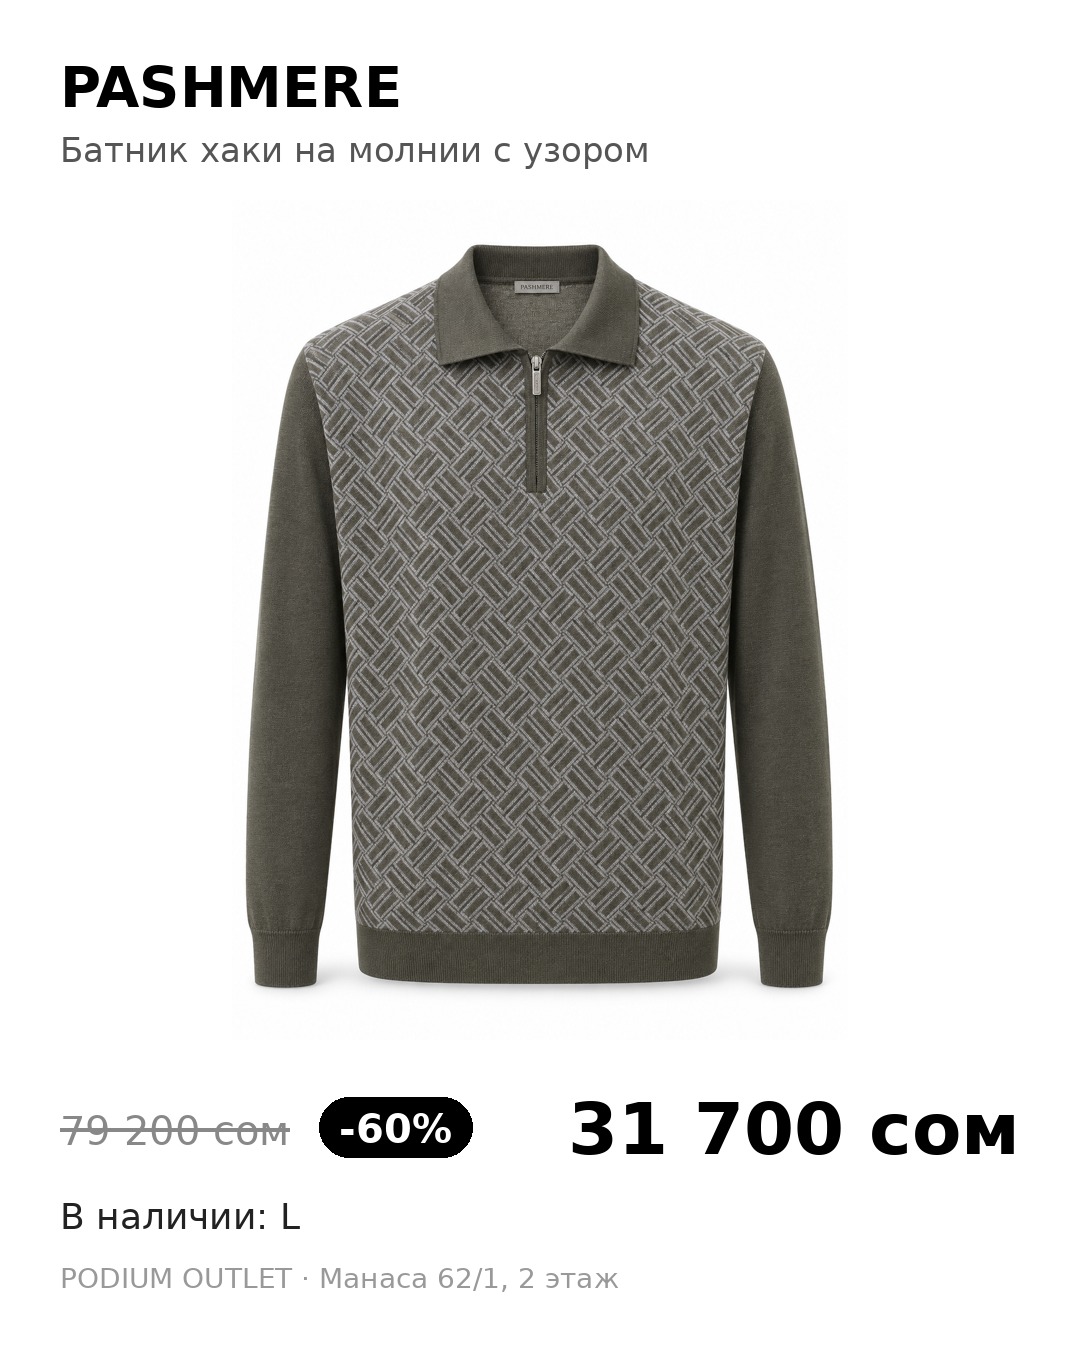 PASHMERE
Батник хаки на молнии с узором
PASHMERE
79 200 сом -60% 31 700 сом
В наличии: L
PODIUM OUTLET · Манаса 62/1, 2 этаж